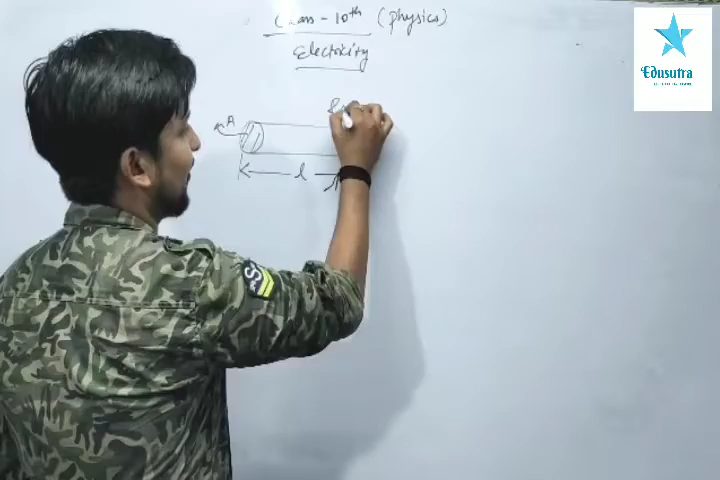 Class - 10th (physics)
Electricity
A
l
Edusutra